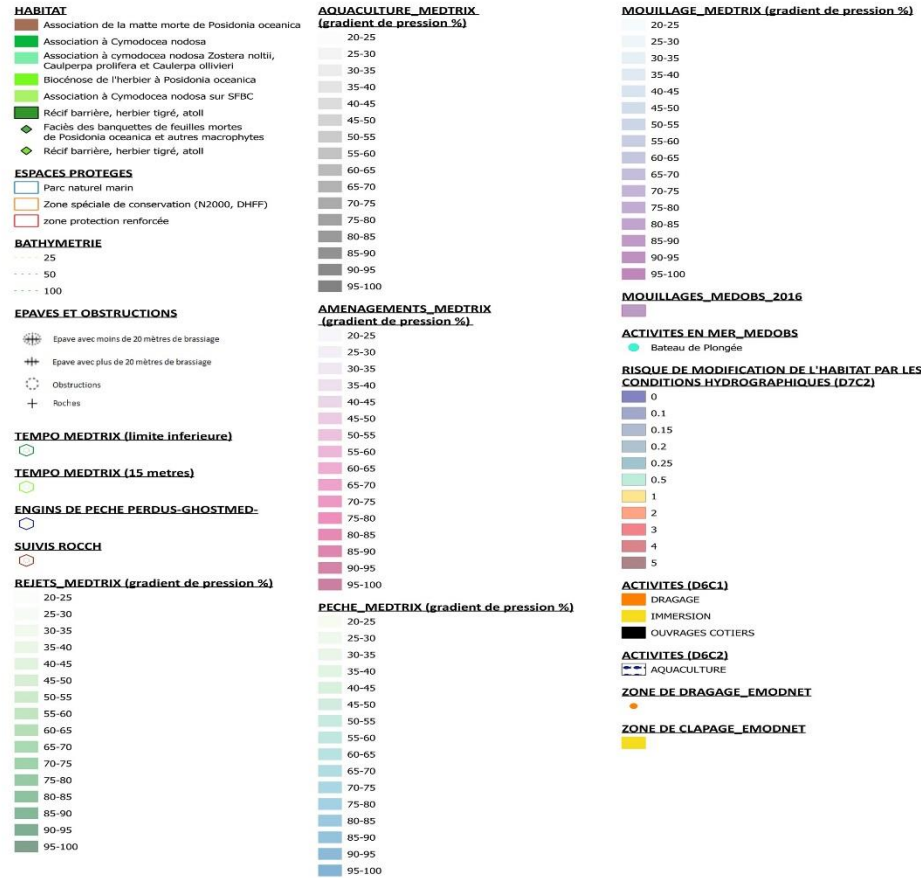 HABITAT
Association de la matte morte de Posidonia oceanica
Association à Cymodocea nodosa
Association à cymodocea nodosa Zostera noltii,
Caulperpa prolifera et Caulerpa ollivieri
Biocénose de l'herbier à Posidonia oceanica
Association à Cymodocea nodosa sur SFBC
Récif barrière, herbier tigré, atoll
Faciès des banquettes de feuilles mortes
de Posidonia oceanica et autres macrophytes
Récif barrière, herbier tigré, atoll
ESPACES PROTEGES
Parc naturel marin
Zone spéciale de conservation (N2000, DHFF)
zone protection renforcée
BATHYMETRIE
25
50
100
EPAVES ET OBSTRUCTIONS
Epave avec moins de 20 mètres de brassiage
Epave avec plus de 20 mètres de brassiage
Obstructions
Roches
TEMPO MEDTRIX (limite inferieure)
TEMPO MEDTRIX (15 metres)
ENGINS DE PECHE PERDUS-GHOSTMED-
SUIVIS ROCCH
REJETS_MEDTRIX (gradient de pression %)
20-25
25-30
30-35
35-40
40-45
45-50
50-55
55-60
60-65
65-70
70-75
75-80
80-85
85-90
90-95
95-100
AQUACULTURE_MEDTRIX
(gradient de pression %)
20-25
25-30
30-35
35-40
40-45
45-50
50-55
55-60
60-65
65-70
70-75
75-80
80-85
85-90
90-95
95-100
AMENAGEMENTS_MEDTRIX
(gradient de pression %)
20-25
25-30
30-35
35-40
40-45
45-50
50-55
55-60
60-65
65-70
70-75
75-80
80-85
85-90
90-95
95-100
PECHE_MEDTRIX (gradient de pression %)
20-25
25-30
30-35
35-40
40-45
45-50
50-55
55-60
60-65
65-70
70-75
75-80
80-85
85-90
90-95
95-100
MOUILLAGE_MEDTRIX (gradient de pression %)
20-25
25-30
30-35
35-40
40-45
45-50
50-55
55-60
60-65
65-70
70-75
75-80
80-85
85-90
90-95
95-100
MOUILLAGES_MEDOBS_2016
ACTIVITES EN MER_MEDOBS
Bateau de Plongée
RISQUE DE MODIFICATION DE L'HABITAT PAR LES
CONDITIONS HYDROGRAPHIQUES (D7C2)
0
0.1
0.15
0.2
0.25
0.5
1
2
3
4
5
ACTIVITES (D6C1)
DRAGAGE
IMMERSION
OUVRAGES COTIERS
ACTIVITES (D6C2)
AQUACULTURE
ZONE DE DRAGAGE_EMODNET
ZONE DE CLAPAGE_EMODNET